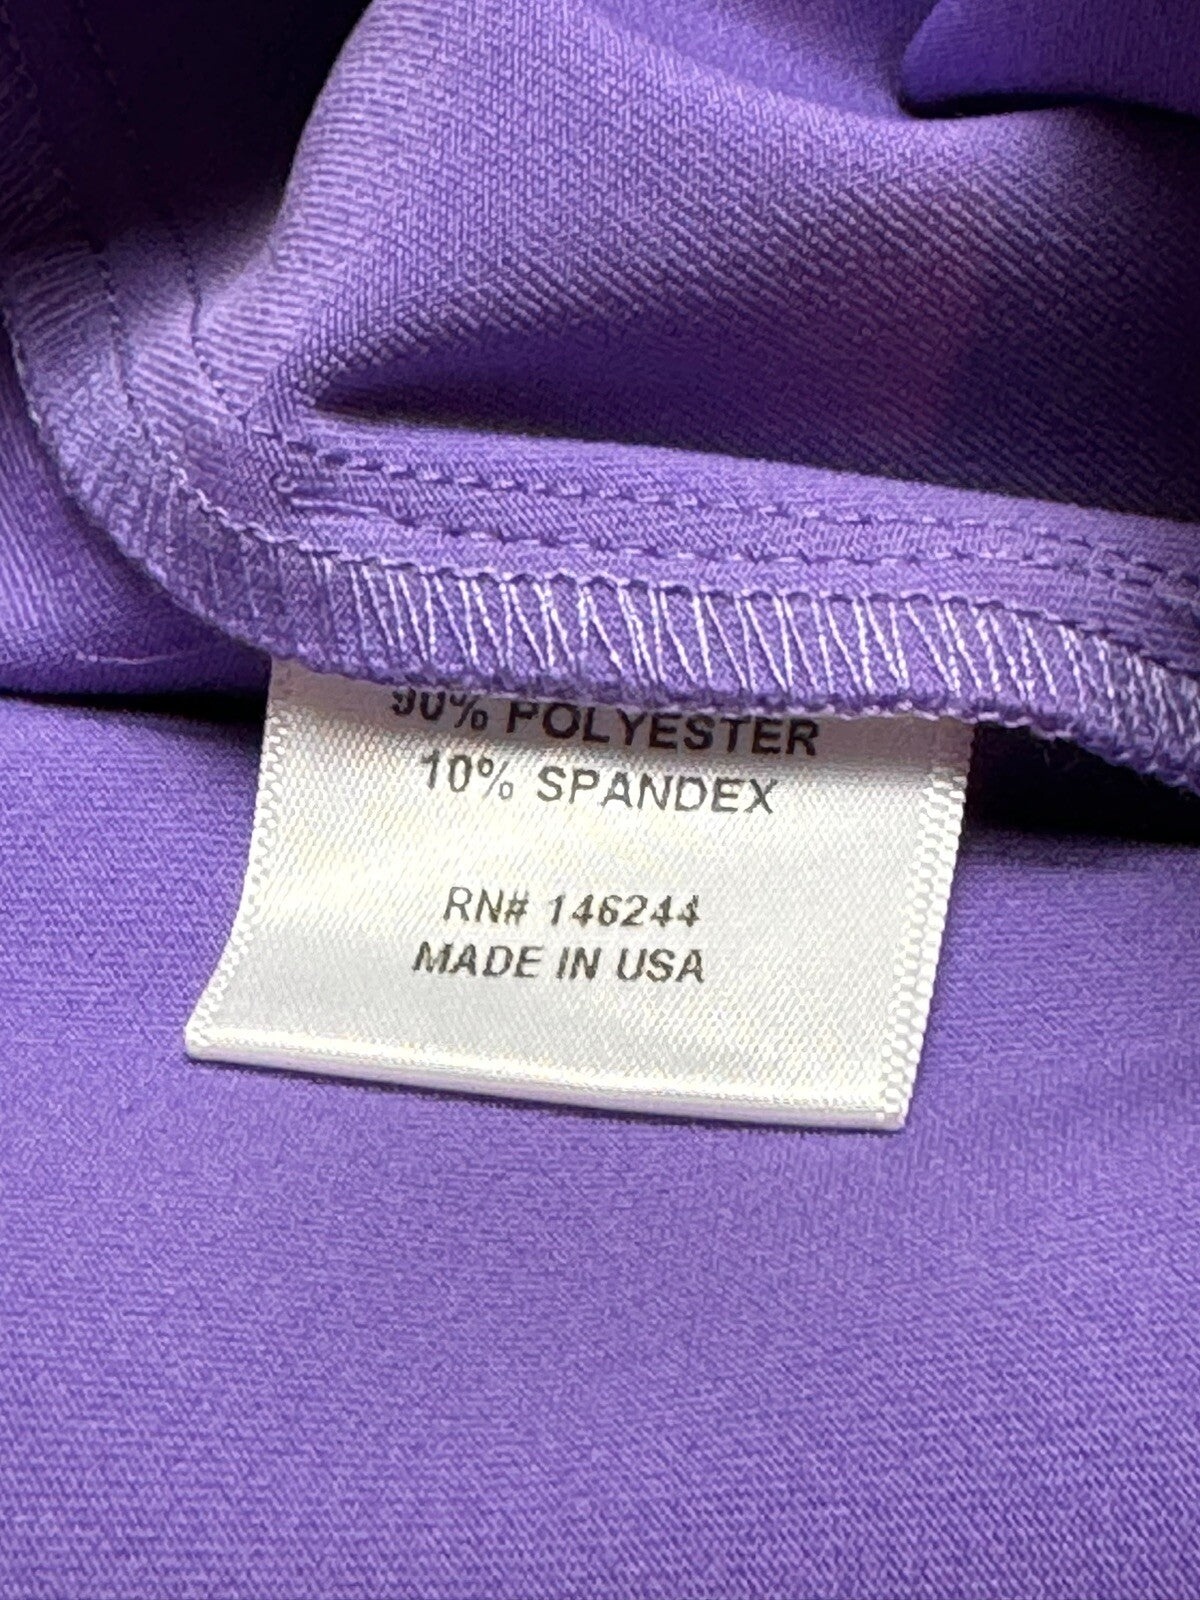 90% POLYESTER
10% SPANDEX
RN# 146244
MADE IN USA